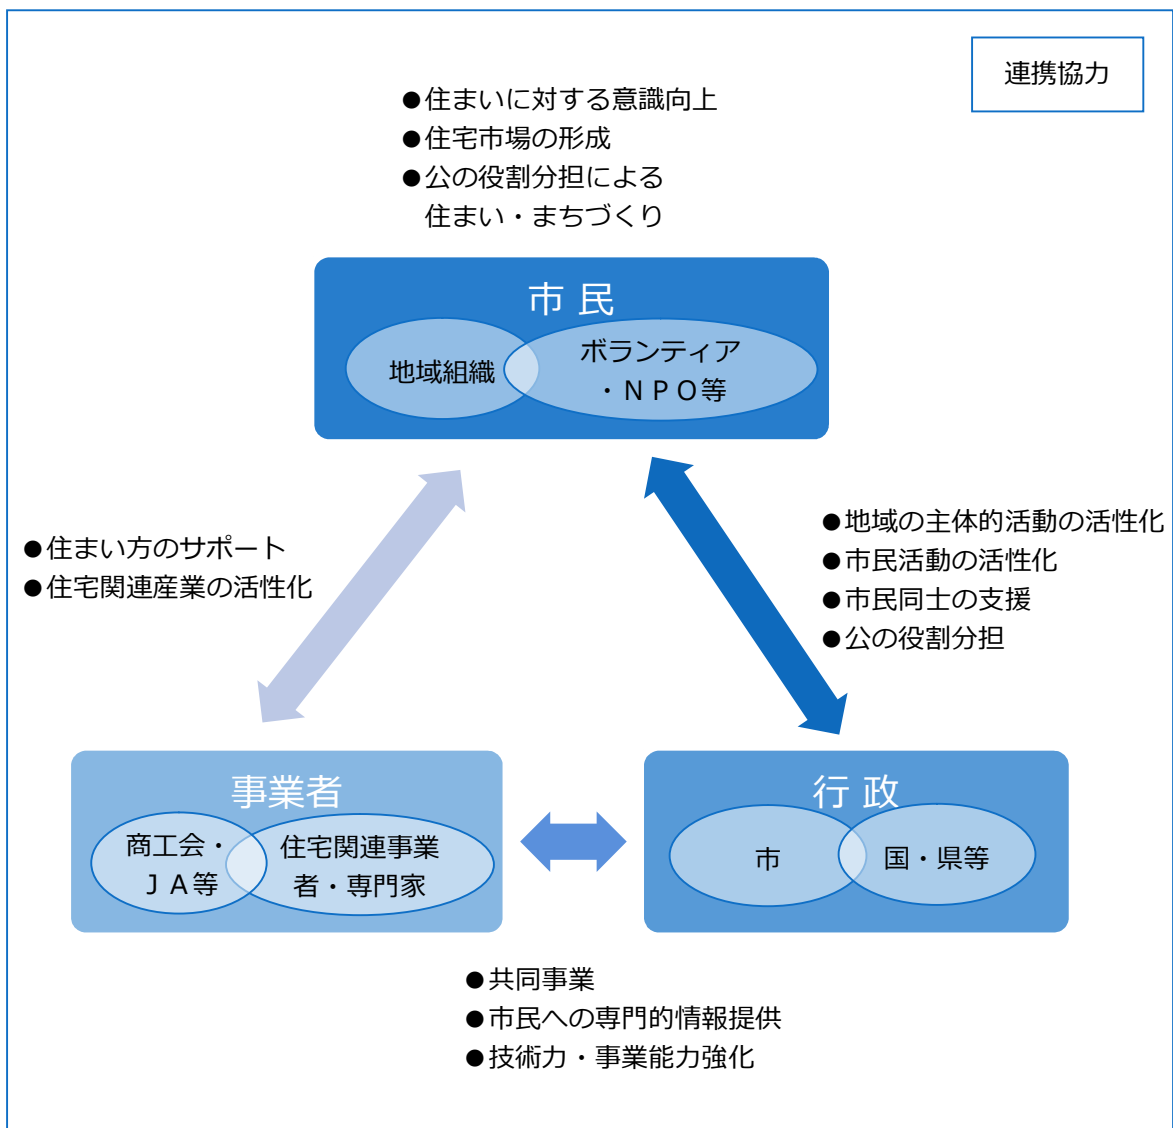 連携協力
●住まいに対する意識向上
●住宅市場の形成
●公の役割分担による
住まい・まちづくり
市 民
地域組織
ボランティア
・ＮＰＯ等
●住まい方のサポート
●住宅関連産業の活性化
●地域の主体的活動の活性化
●市民活動の活性化
●市民同士の支援
●公の役割分担
事業者
商工会・
ＪＡ等
住宅関連事業
者・専門家
行 政
市
国・県等
●共同事業
●市民への専門的情報提供
●技術力・事業能力強化